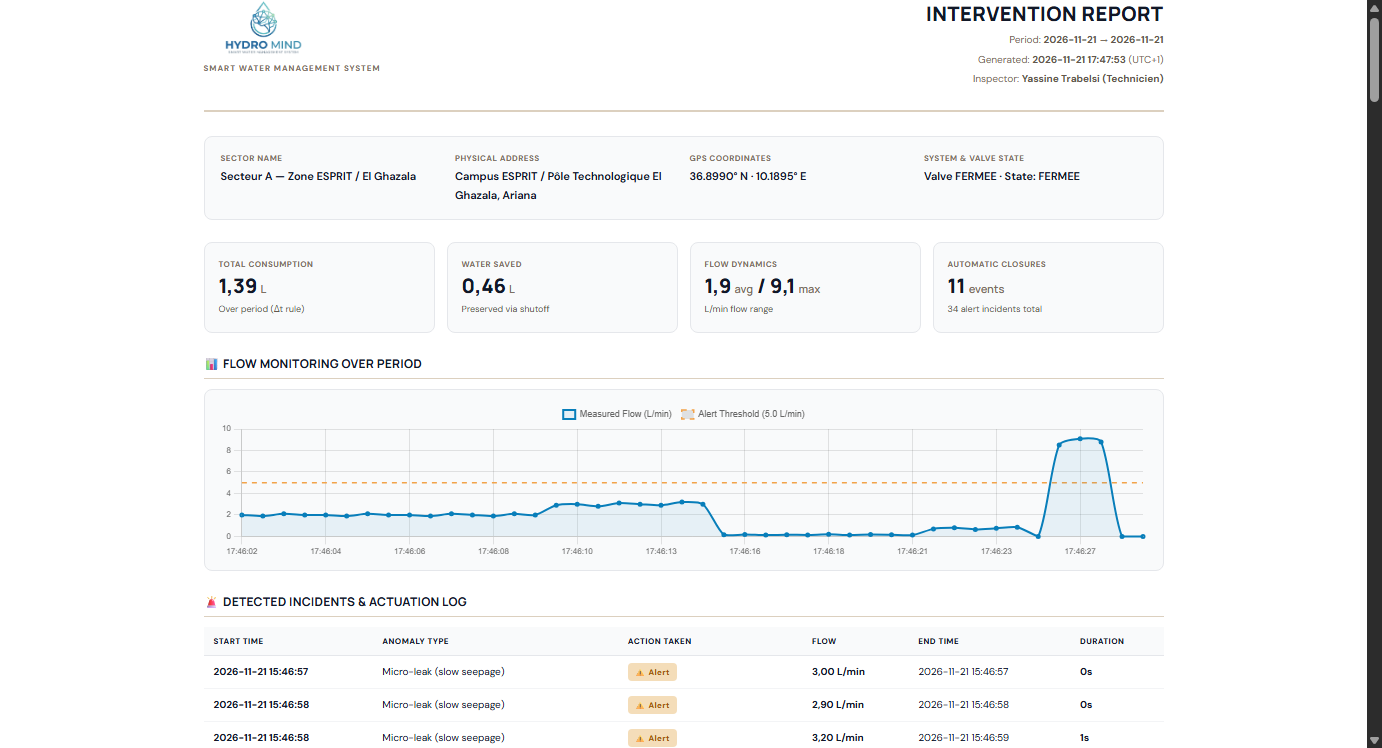 HYDRO MIND
SMART WATER MANAGEMENT SYSTEM
INTERVENTION REPORT
Period: 2026-11-21 → 2026-11-21
Generated: 2026-11-21 17:47:53 (UTC+1)
Inspector: Yassine Trabelsi (Technicien)
SECTOR NAME
Secteur A — Zone ESPRIT / El Ghazala
PHYSICAL ADDRESS
Campus ESPRIT / Pôle Technologique El
Ghazala, Ariana
GPS COORDINATES
36.8990° N · 10.1895° E
SYSTEM & VALVE STATE
Valve FERMEE · State: FERMEE
TOTAL CONSUMPTION
1,39 L
Over period (Δt rule)
WATER SAVED
0,46 L
Preserved via shutoff
FLOW DYNAMICS
1,9 avg / 9,1 max
L/min flow range
AUTOMATIC CLOSURES
11 events
34 alert incidents total
FLOW MONITORING OVER PERIOD
Measured Flow (L/min) Alert Threshold (5.0 L/min)
10
8
6
4
2
0
17:46:02 17:46:04 17:46:06 17:46:08 17:46:10 17:46:13 17:46:16 17:46:18 17:46:21 17:46:23 17:46:27
DETECTED INCIDENTS & ACTUATION LOG
START TIME ANOMALY TYPE ACTION TAKEN FLOW END TIME DURATION
2026-11-21 15:46:57 Micro-leak (slow seepage) Alert 3,00 L/min 2026-11-21 15:46:57 0s
2026-11-21 15:46:58 Micro-leak (slow seepage) Alert 2,90 L/min 2026-11-21 15:46:58 0s
2026-11-21 15:46:58 Micro-leak (slow seepage) Alert 3,20 L/min 2026-11-21 15:46:59 1s